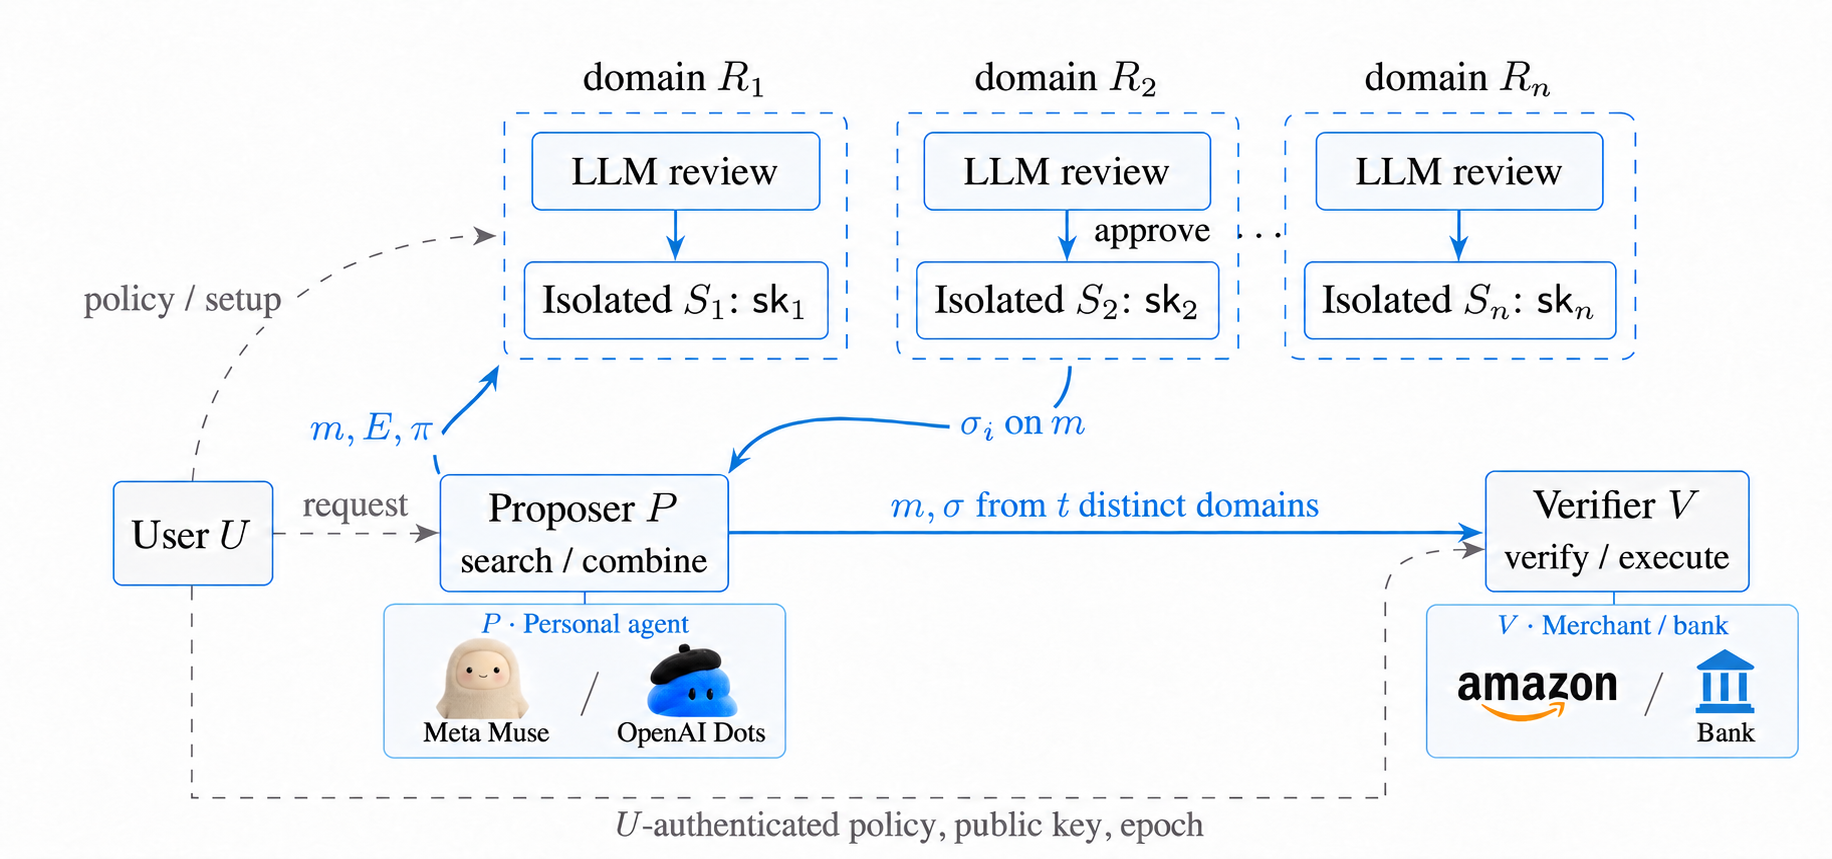 domain R₁
domain R₂
domain Rₙ
LLM review
LLM review
LLM review
approve
...
Isolated S₁: sk₁
Isolated S₂: sk₂
Isolated Sₙ: skₙ
policy / setup
m, E, π
σᵢ on m
User U
request
Proposer P
search / combine
m, σ from t distinct domains
Verifier V
verify / execute
P · Personal agent
Meta Muse
/
OpenAI Dots
V · Merchant / bank
amazon
/
Bank
U-authenticated policy, public key, epoch